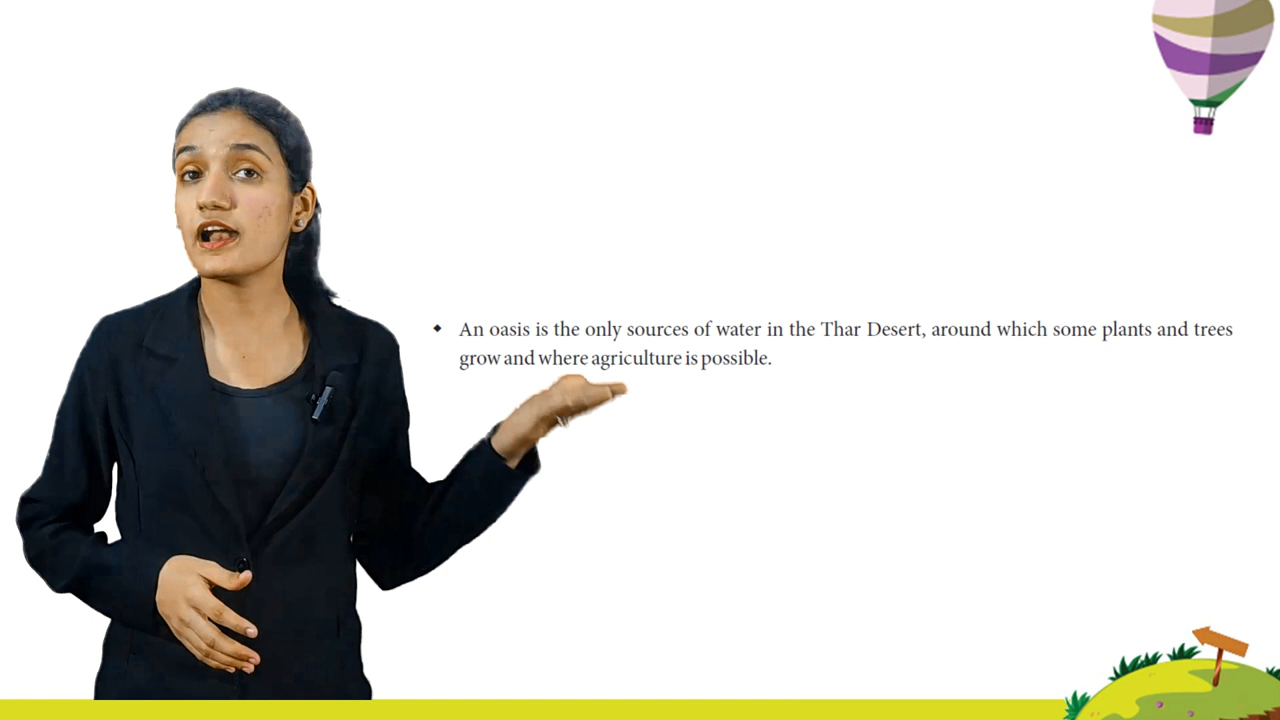 An oasis is the only sources of water in the Thar Desert, around which some plants and trees
grow and where agriculture is possible.